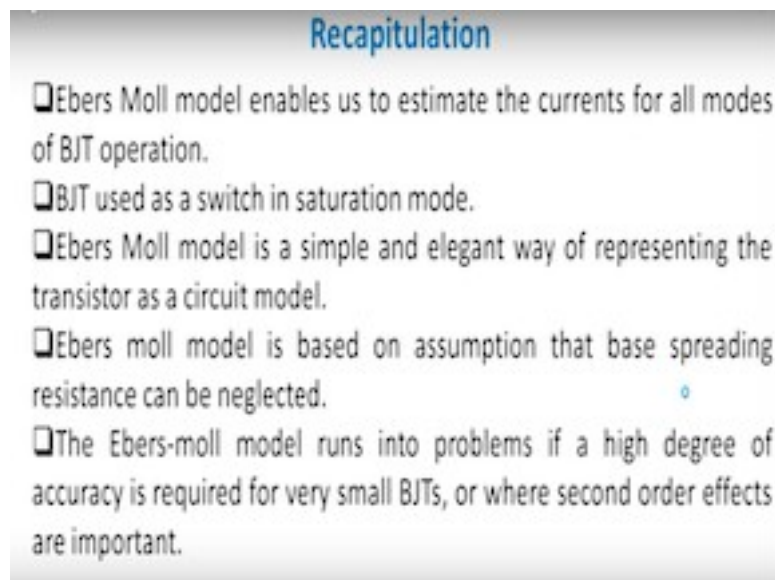 Recapitulation
❑Ebers Moll model enables us to estimate the currents for all modes
of BJT operation.
❑BJT used as a switch in saturation mode.
❑Ebers Moll model is a simple and elegant way of representing the
transistor as a circuit model.
❑Ebers moll model is based on assumption that base spreading
resistance can be neglected.
❑The Ebers-moll model runs into problems if a high degree of
accuracy is required for very small BJTs, or where second order effects
are important.